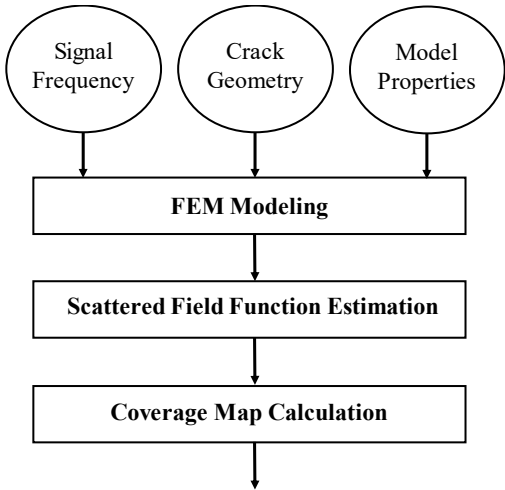 Signal
Frequency
Crack
Geometry
Model
Properties
FEM Modeling
Scattered Field Function Estimation
Coverage Map Calculation